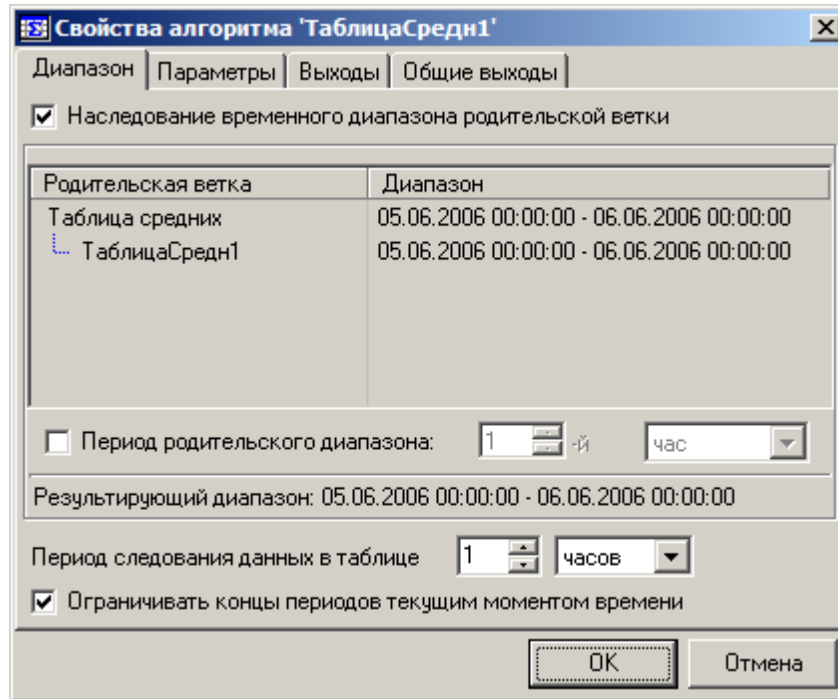 Свойства алгоритма 'ТаблицаСредн1'
Диапазон Параметры Выходы Общие выходы
Наследование временного диапазона родительской ветки
Родительская ветка Диапазон
Таблица средних 05.06.2006 00:00:00 - 06.06.2006 00:00:00
ТаблицаСредн1 05.06.2006 00:00:00 - 06.06.2006 00:00:00
Период родительского диапазона: 1 -й час
Результирующий диапазон: 05.06.2006 00:00:00 - 06.06.2006 00:00:00
Период следования данных в таблице 1 часов
Ограничивать концы периодов текущим моментом времени
OK Отмена